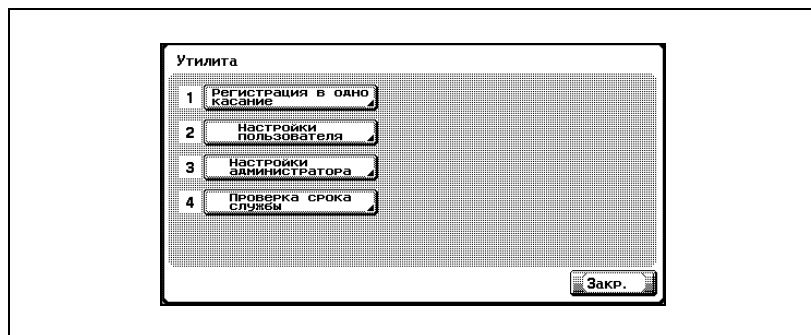 Утилита
1 Регистрация в одно
касание
2 Настройки
пользователя
3 Настройки
администратора
4 Проверка срока
службы
Закр.